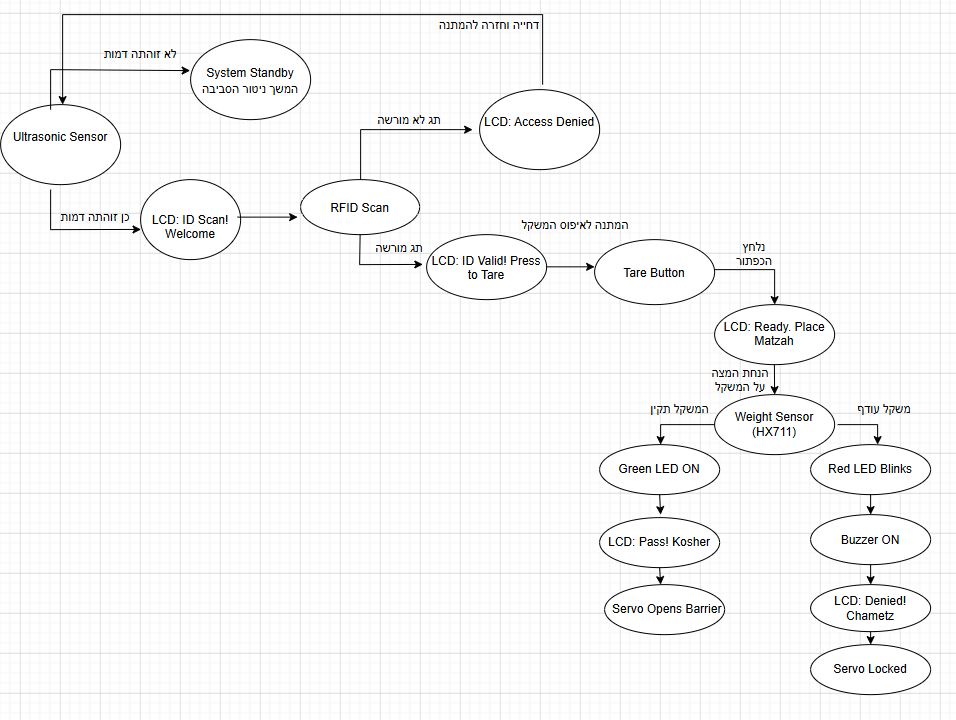 דחייה וחזרה להמתנה
לא זוהתה דמות
System Standby
המשך ניטור הסביבה
Ultrasonic Sensor
תג לא מורשה
LCD: Access Denied
כן זוהתה דמות
LCD: ID Scan!
Welcome
RFID Scan
תג מורשה
המתנה לאיפוס המשקל
LCD: ID Valid! Press
to Tare
Tare Button
נלחץ
הכפתור
LCD: Ready. Place
Matzah
הנחת המצה
על המשקל
המשקל תקין
Weight Sensor
(HX711)
משקל עודף
Green LED ON
Red LED Blinks
LCD: Pass! Kosher
Buzzer ON
Servo Opens Barrier
LCD: Denied!
Chametz
Servo Locked